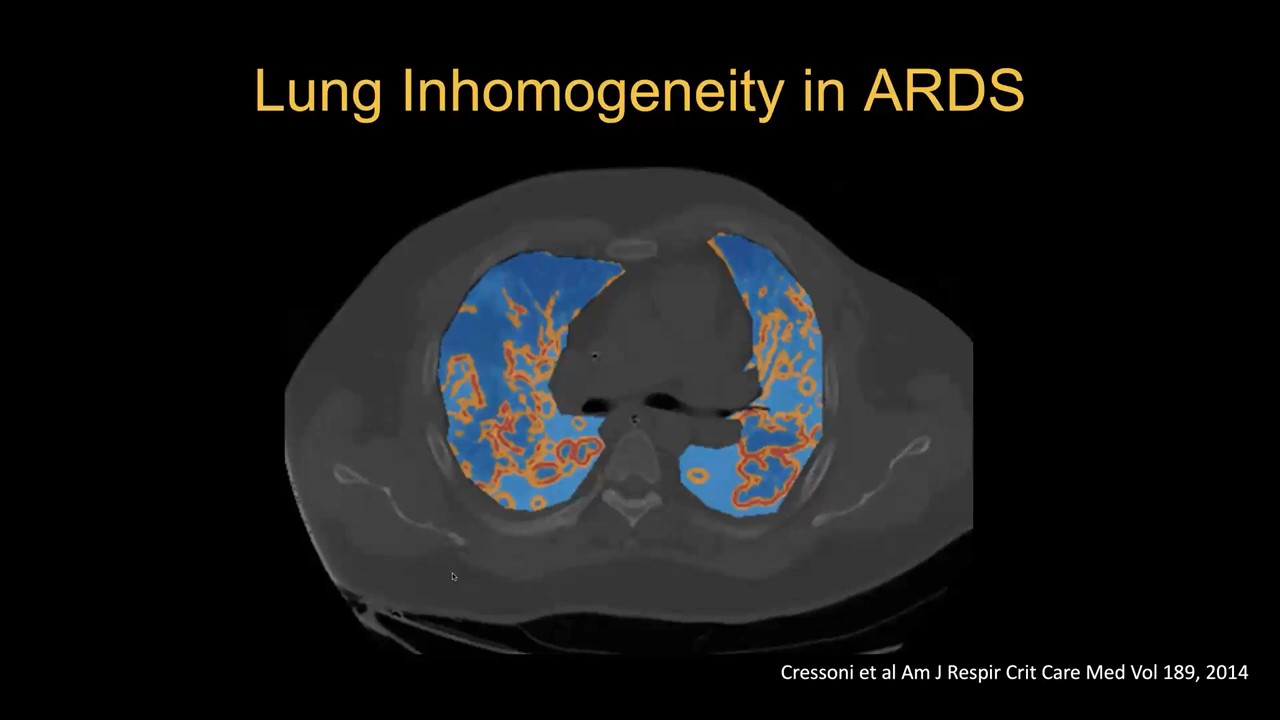 Lung Inhomogeneity in ARDS
Cressoni et al Am J Respir Crit Care Med Vol 189, 2014